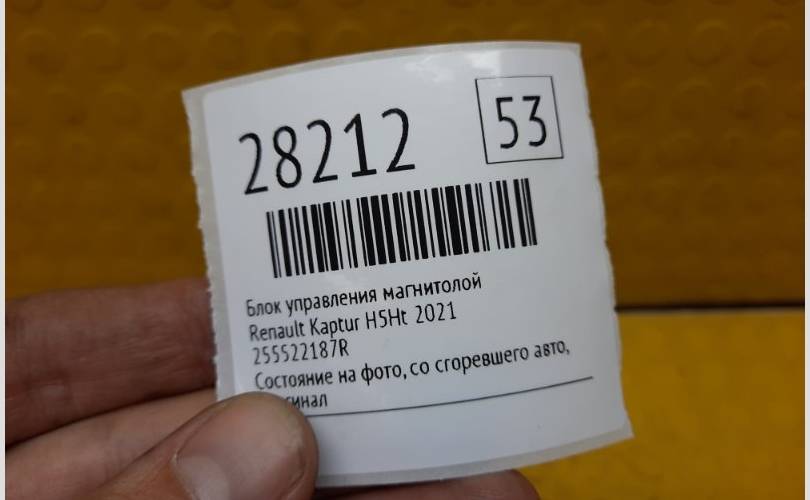 28212
53
Блок управления магнитолой
Renault Kaptur H5Ht 2021
255522187R
Состояние на фото, со сгоревшего авто,